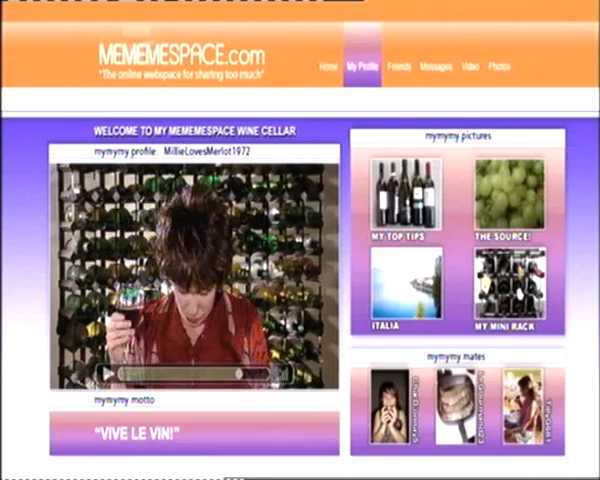 MEMEMESPACE.com
"The online webspace for sharing too much"
Home My Profile Friends Messages Video Photos
WELCOME TO MY MEMEMESPACE WINE CELLAR
mymymy profile: MillieLovesMerlot1972
mymymy pictures
MY TOP TIPS
THE SOURCE!
ITALIA
MY MINI RACK
mymymy mates
mymymy motto
"VIVE LE VIN!"